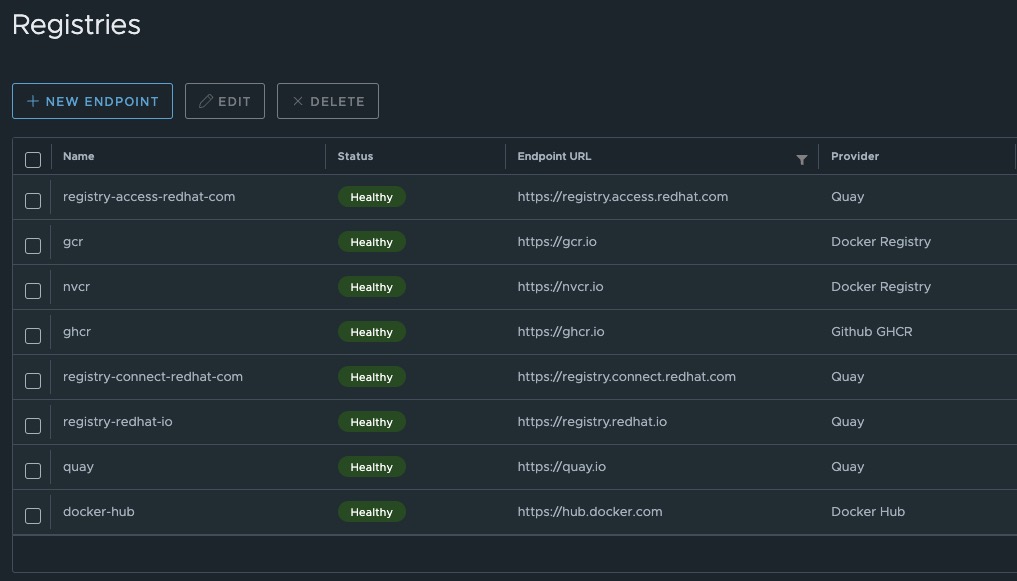 Registries
+ NEW ENDPOINT EDIT × DELETE
Name Status Endpoint URL Provider
registry-access-redhat-com Healthy https://registry.access.redhat.com Quay
gcr Healthy https://gcr.io Docker Registry
nvcr Healthy https://nvcr.io Docker Registry
ghcr Healthy https://ghcr.io Github GHCR
registry-connect-redhat-com Healthy https://registry.connect.redhat.com Quay
registry-redhat-io Healthy https://registry.redhat.io Quay
quay Healthy https://quay.io Quay
docker-hub Healthy https://hub.docker.com Docker Hub